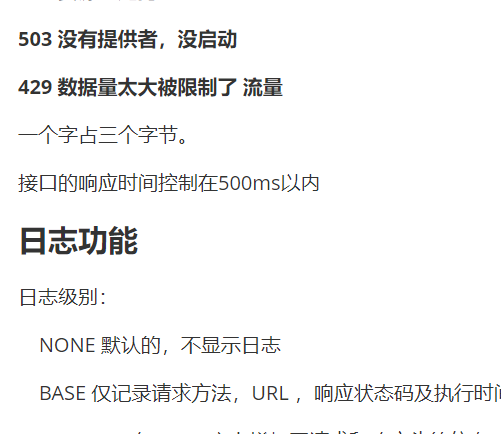 503 没有提供者，没启动
429 数据量太大被限制了 流量
一个字占三个字节。
接口的响应时间控制在500ms以内
日志功能
日志级别：
NONE 默认的，不显示日志
BASE 仅记录请求方法，URL ，响应状态码及执行时间